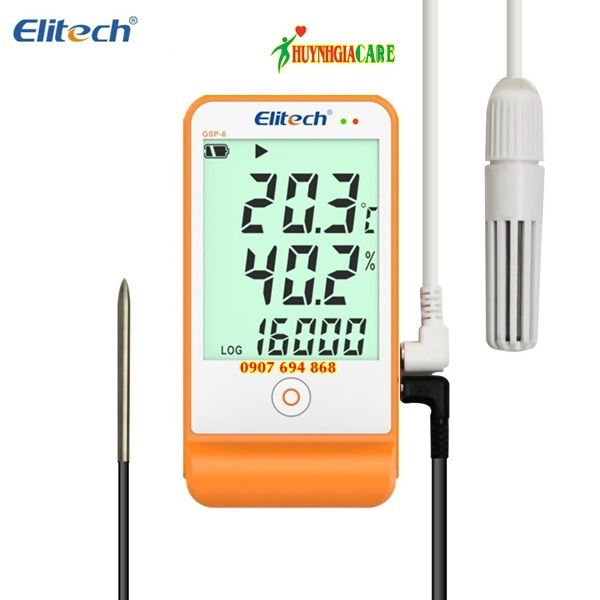 Elitech®
HUYNHGIACARE
Elitech®
GSP-6
20.3°C
40.2%
LOG 16000
0907 694 868